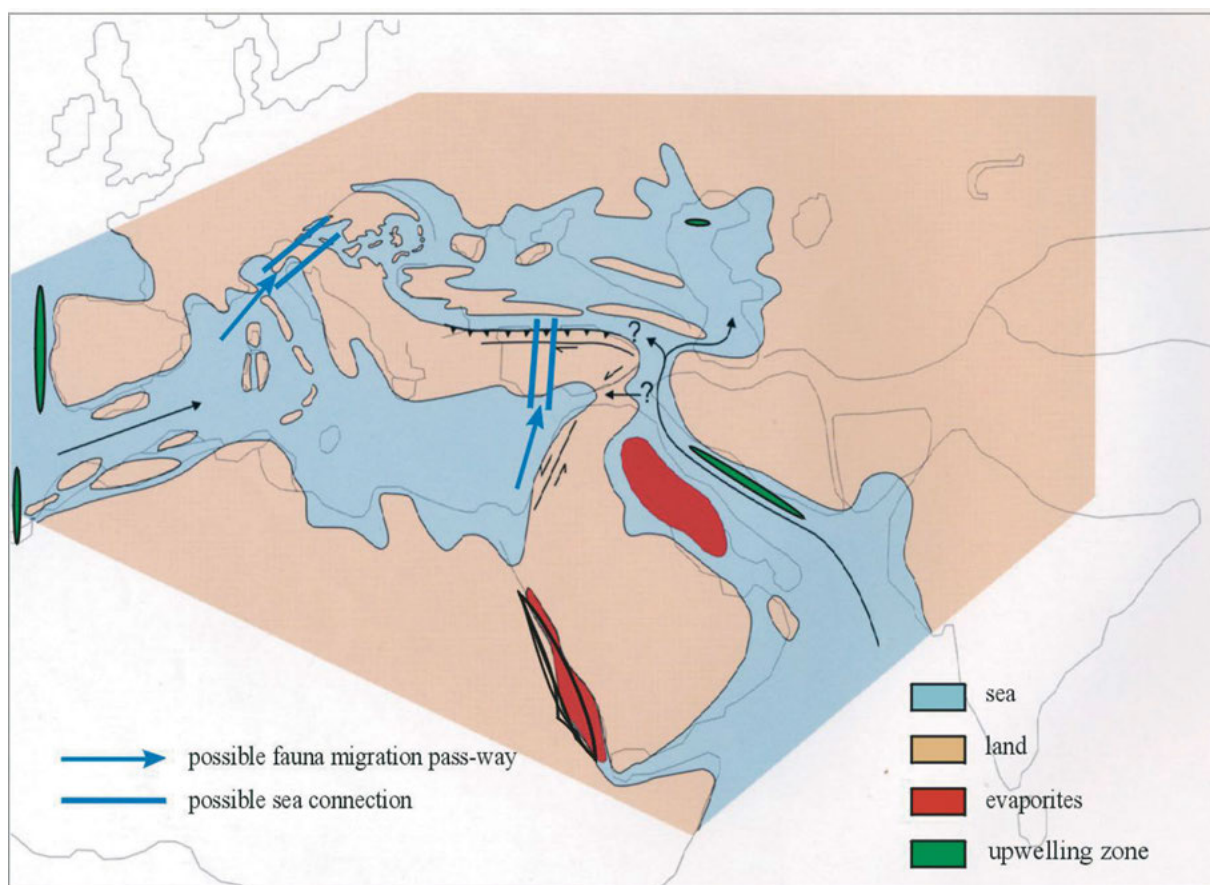 ?
?
possible fauna migration pass-way
possible sea connection
sea
land
evaporites
upwelling zone